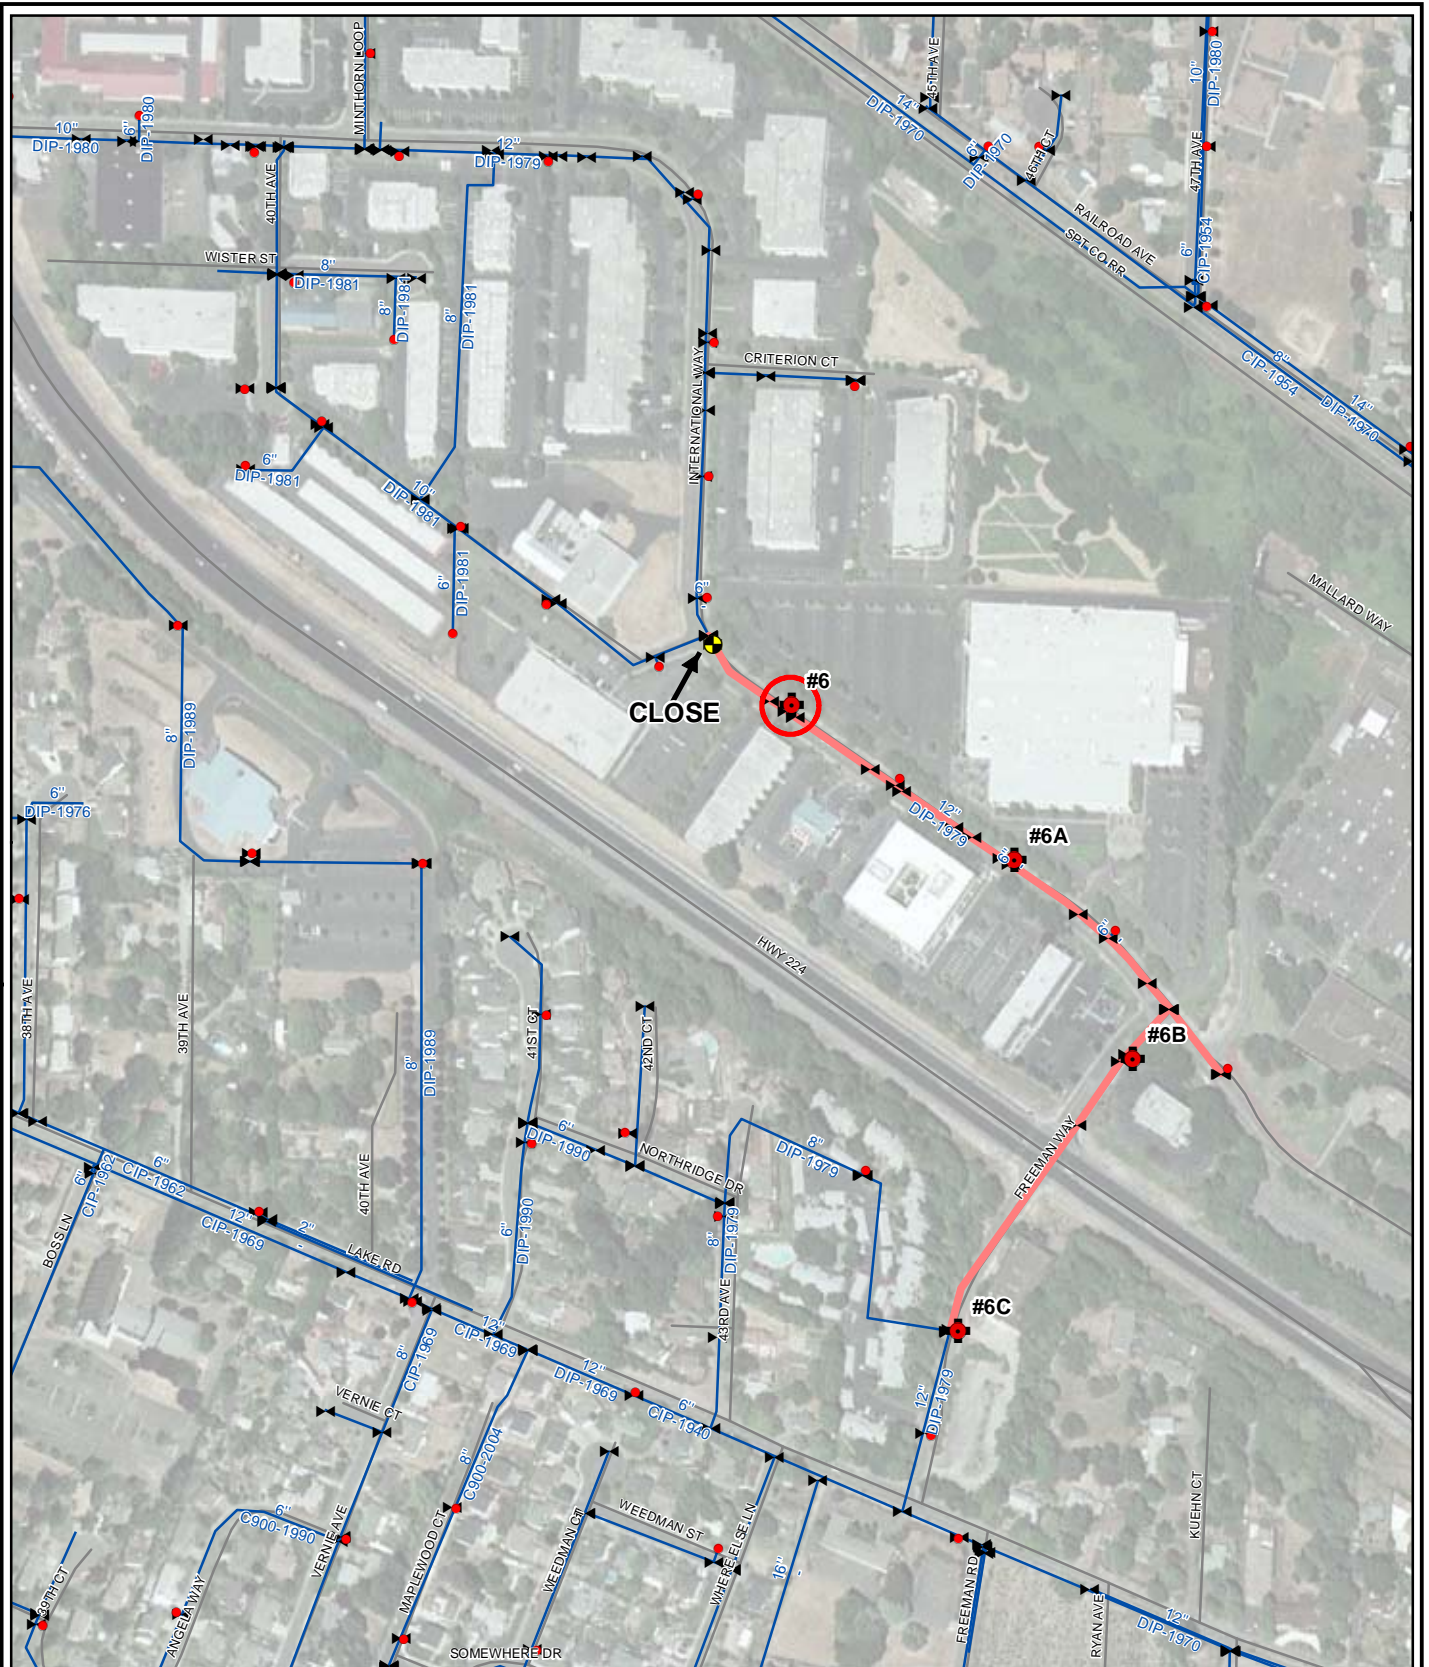 MINTHORN LOOP
45TH AVE
10"
DIP-1980
14"
DIP-1970
10"
DIP-1980
6"
DIP-1980
12"
DIP-1979
6"
DIP-1970
46TH CT
47TH AVE
40TH AVE
RAILROAD AVE
SPT CO RR
6"
CIP-1954
WISTER ST
8"
DIP-1981
8"
DIP-1981
8"
DIP-1981
INTERNATIONAL WAY
CRITERION CT
8"
CIP-1954
14"
DIP-1970
6"
DIP-1981
10"
DIP-1981
6"
DIP-1981
6"
-
MALLARD WAY
CLOSE
#6
8"
DIP-1989
6"
DIP-1976
12"
DIP-1979
#6A
6"
-
6"
-
HWY 224
38TH AVE
39TH AVE
8"
DIP-1989
41ST CT
42ND CT
#6B
6"
DIP-1990
NORTHRIDGE DR
8"
DIP-1979
FREEMAN WAY
6"
CIP-1962
6"
CIP-1962
40TH AVE
BOSS LN
12"
CIP-1969
2"
-
LAKE RD
6"
DIP-1990
8"
DIP-1979
43RD AVE
#6C
12"
CIP-1969
8"
CIP-1969
12"
DIP-1969
6"
CIP-1940
12"
DIP-1979
VERNIE CT
8"
C900-2004
6"
C900-1990
VERNIE AVE
MAPLEWOOD CT
WEEDMAN CT
WEEDMAN ST
WHERE ELSE LN
16"
-
KUEHN CT
39TH CT
ANGELA WAY
SOMEWHERE DR
FREEMAN RD
RYAN AVE
12"
DIP-1970